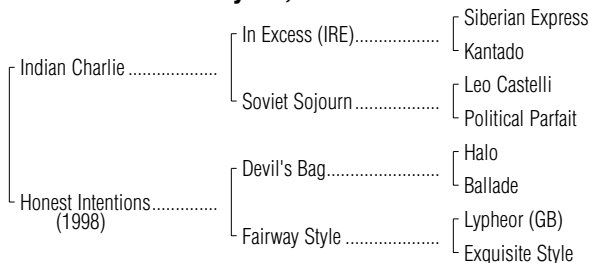 Siberian Express
In Excess (IRE)..................
Kantado
Indian Charlie ...................
Leo Castelli
Soviet Sojourn...................
Political Parfait
Halo
Devil's Bag........................
Ballade
Honest Intentions..............
(1998)
Lypheor (GB)
Fairway Style ....................
Exquisite Style